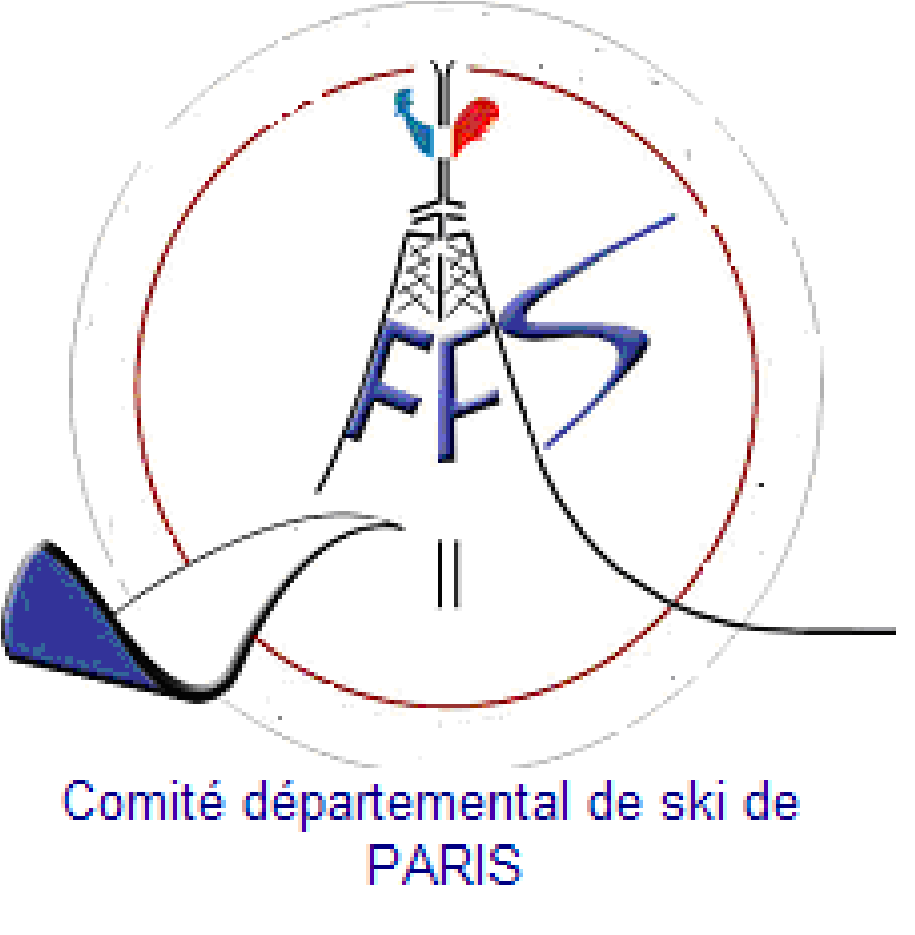 FFS
Comité départemental de ski de
PARIS